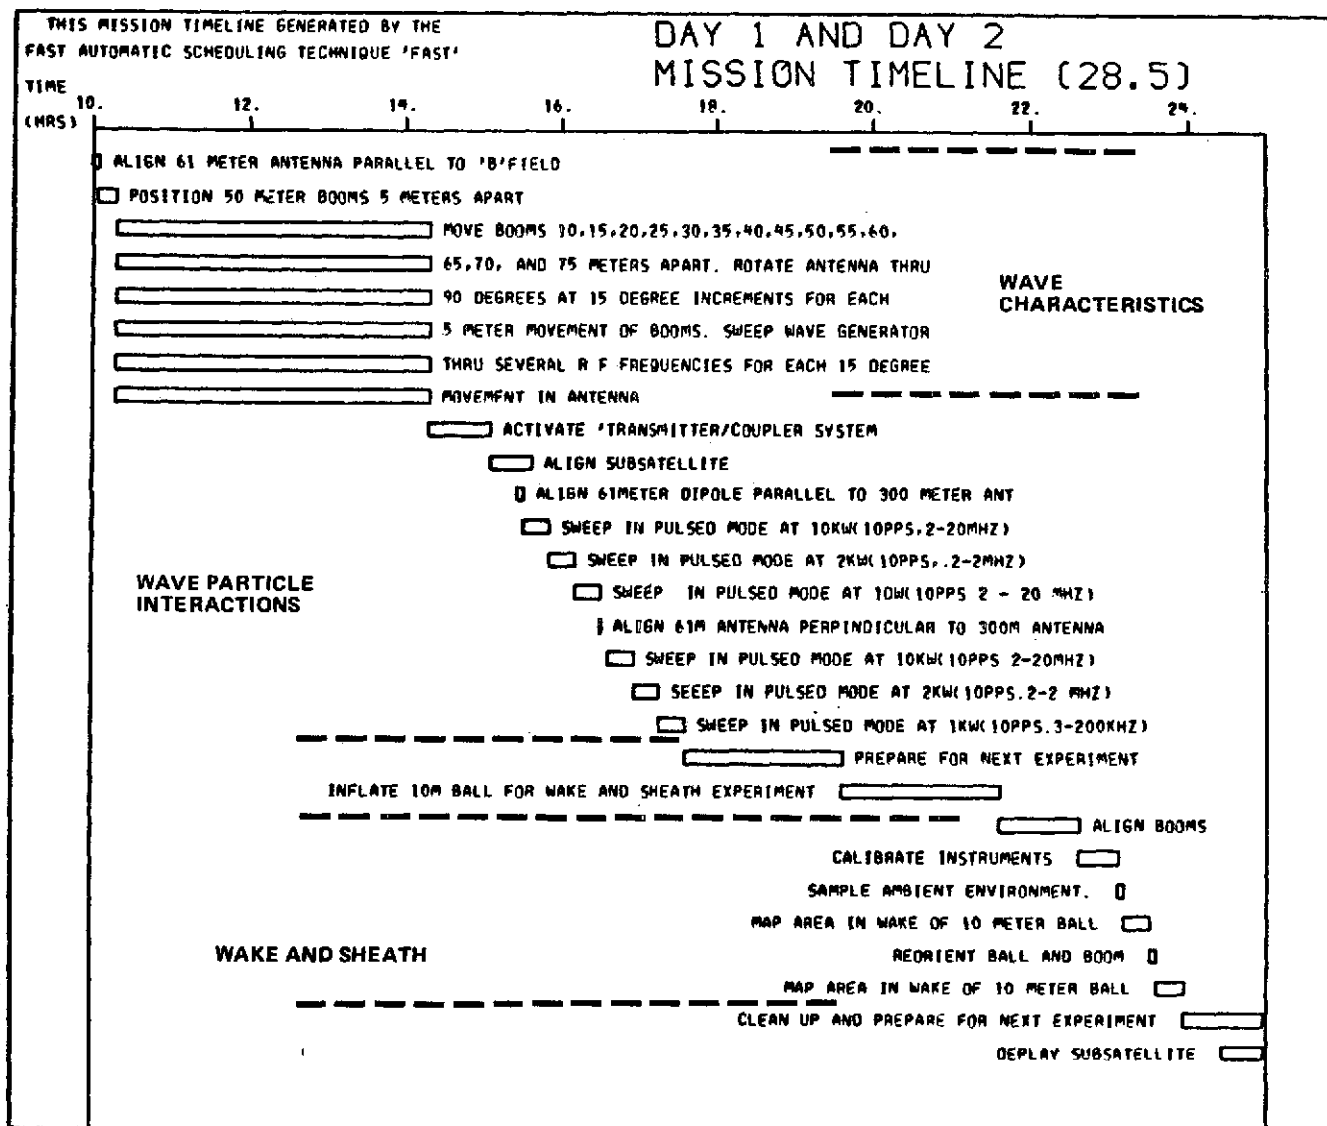 THIS MISSION TIMELINE GENERATED BY THE
FAST AUTOMATIC SCHEDULING TECHNIQUE 'FAST'
DAY 1 AND DAY 2
MISSION TIMELINE (28.5)
TIME
(HRS)
10. 12. 14. 16. 18. 20. 22. 24.
ALIGN 61 METER ANTENNA PARALLEL TO 'B'FIELD
POSITION 50 METER BOOMS 5 METERS APART
MOVE BOOMS 10,15,20,25,30,35,40,45,50,55,60,
65,70, AND 75 METERS APART. ROTATE ANTENNA THRU
90 DEGREES AT 15 DEGREE INCREMENTS FOR EACH
5 METER MOVEMENT OF BOOMS. SWEEP WAVE GENERATOR
THRU SEVERAL R F FREQUENCIES FOR EACH 15 DEGREE
MOVEMENT IN ANTENNA
WAVE
CHARACTERISTICS
ACTIVATE 'TRANSMITTER/COUPLER SYSTEM
ALIGN SUBSATELLITE
ALIGN 61METER DIPOLE PARALLEL TO 300 METER ANT
SWEEP IN PULSED MODE AT 10KW(10PPS,2-20MHZ)
SWEEP IN PULSED MODE AT 2KW(10PPS,.2-2MHZ)
SWEEP IN PULSED MODE AT 10W(10PPS 2 - 20 MHZ)
ALIGN 61M ANTENNA PERPINDICULAR TO 300M ANTENNA
SWEEP IN PULSED MODE AT 10KW(10PPS 2-20MHZ)
SEEEP IN PULSED MODE AT 2KW(10PPS.2-2 MHZ)
SWEEP IN PULSED MODE AT 1KW(10PPS.3-200KHZ)
WAVE PARTICLE
INTERACTIONS
PREPARE FOR NEXT EXPERIMENT
INFLATE 10M BALL FOR WAKE AND SHEATH EXPERIMENT
ALIGN BOOMS
CALIBRATE INSTRUMENTS
SAMPLE AMBIENT ENVIRONMENT.
MAP AREA IN WAKE OF 10 METER BALL
REORIENT BALL AND BOOM
MAP AREA IN WAKE OF 10 METER BALL
WAKE AND SHEATH
CLEAN UP AND PREPARE FOR NEXT EXPERIMENT
DEPLAY SUBSATELLITE